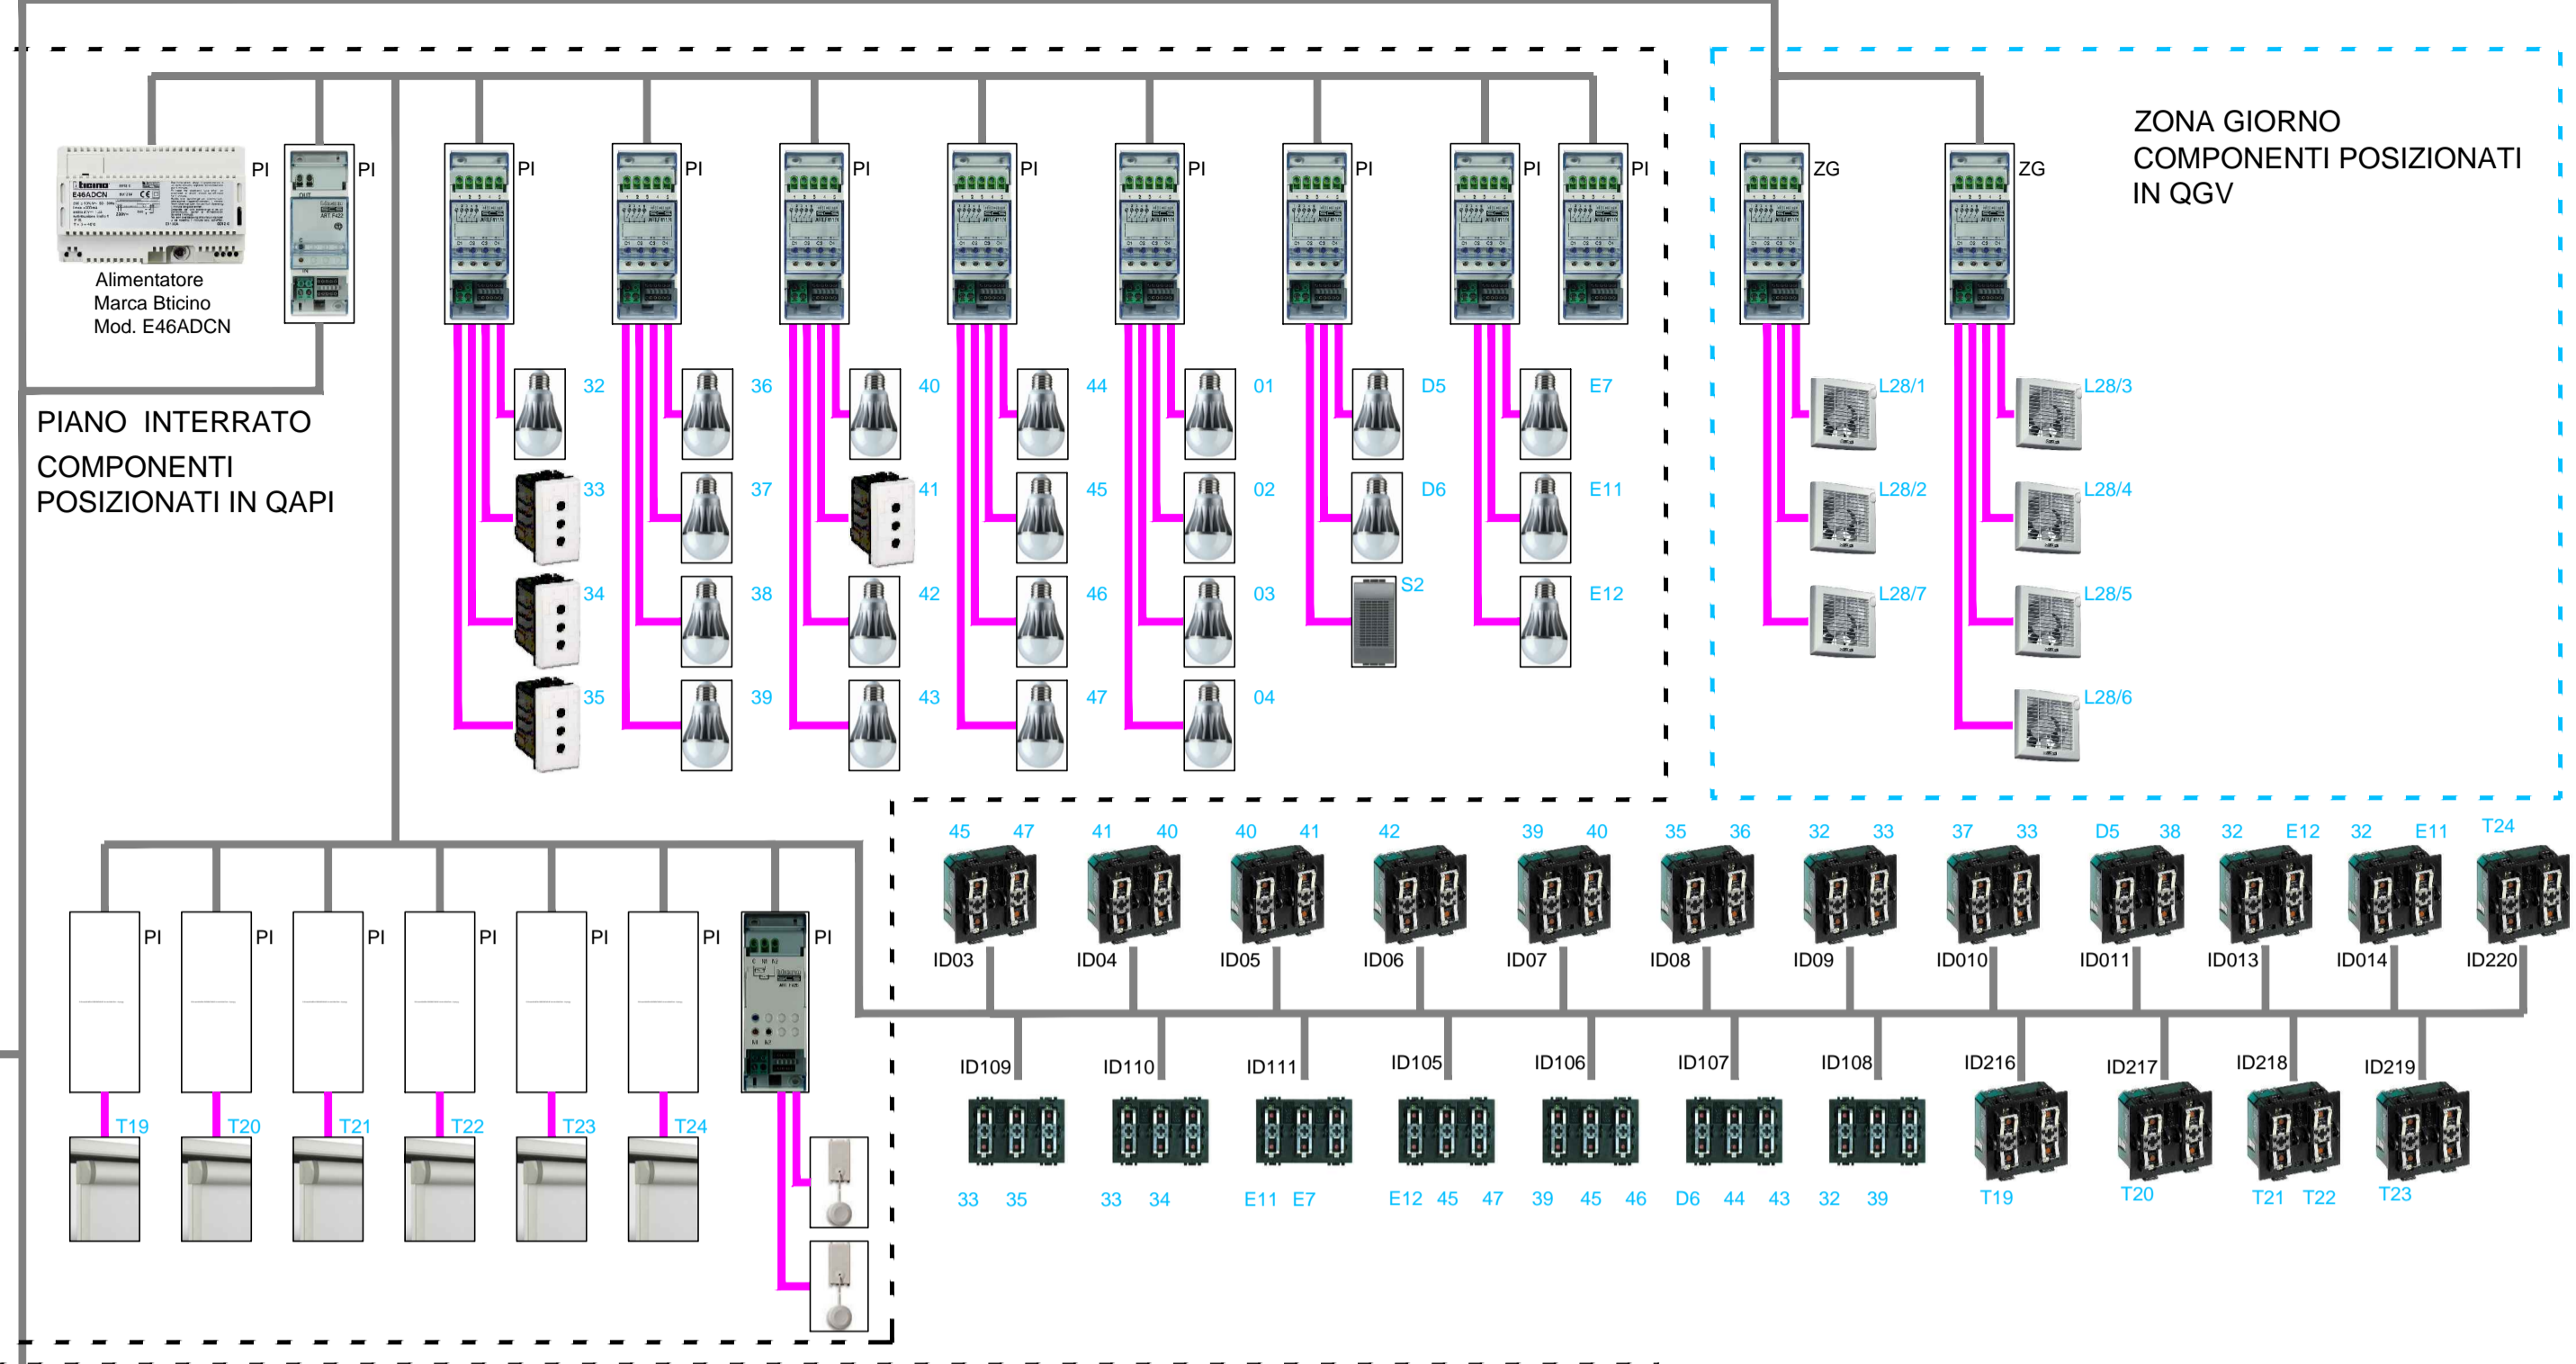 PI
PI
PI
PI
PI
PI
PI
PI
PI
PI
ZG
ZG
ZONA GIORNO
COMPONENTI POSIZIONATI
IN QGV
bticino
E46ADCN
OUT
ART. F422
Alimentatore
Marca Bticino
Mod. E46ADCN
PIANO INTERRATO
COMPONENTI
POSIZIONATI IN QAPI
32
36
40
44
01
D5
E7
L28/1
L28/3
33
37
41
45
02
D6
E11
L28/2
L28/4
34
38
42
46
03
S2
E12
L28/7
L28/5
35
39
43
47
04
L28/6
45 47
41 40
40 41
42
39 40
35 36
32 33
37 33
D5 38
32 E12
32 E11
T24
ID03
ID04
ID05
ID06
ID07
ID08
ID09
ID010
ID011
ID013
ID014
ID220
PI
PI
PI
PI
PI
PI
PI
T19
T20
T21
T22
T23
T24
ID109
ID110
ID111
ID105
ID106
ID107
ID108
ID216
ID217
ID218
ID219
33 35
33 34
E11 E7
E12 45 47
39 45 46
D6 44 43
32 39
T19
T20
T21 T22
T23